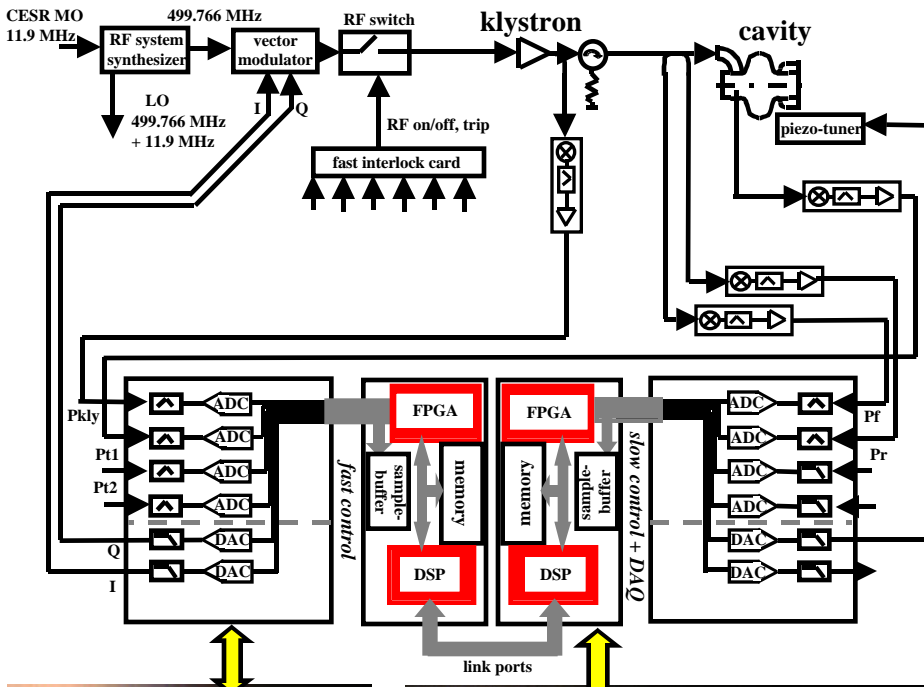 CESR MO
11.9 MHz
RF system
synthesizer
499.766 MHz
vector
modulator
RF switch
klystron
cavity
LO
499.766 MHz
+ 11.9 MHz
I
Q
RF on/off, trip
fast interlock card
piezo-tuner
Pkly
Pt1
Pt2
Q
I
ADC
ADC
ADC
ADC
DAC
DAC
fast control
FPGA
sample-
buffer
memory
DSP
FPGA
memory
sample-
buffer
DSP
link ports
slow control + DAQ
ADC
ADC
ADC
ADC
DAC
DAC
Pf
Pr